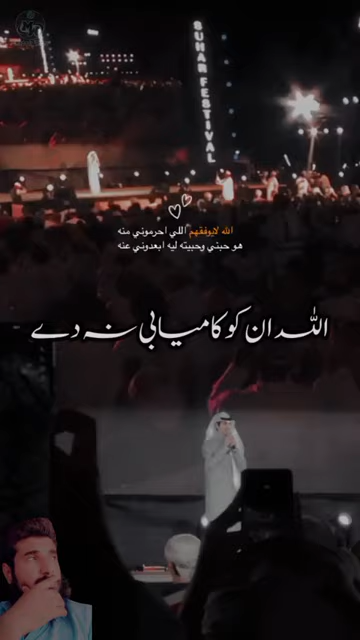 SUHAR FESTIVAL
الله لايوفقهم اللي احرموني منه
هو حبني وحبيته ليه ابعدوني عنه
اللہ ان کو کامیابی نہ دے